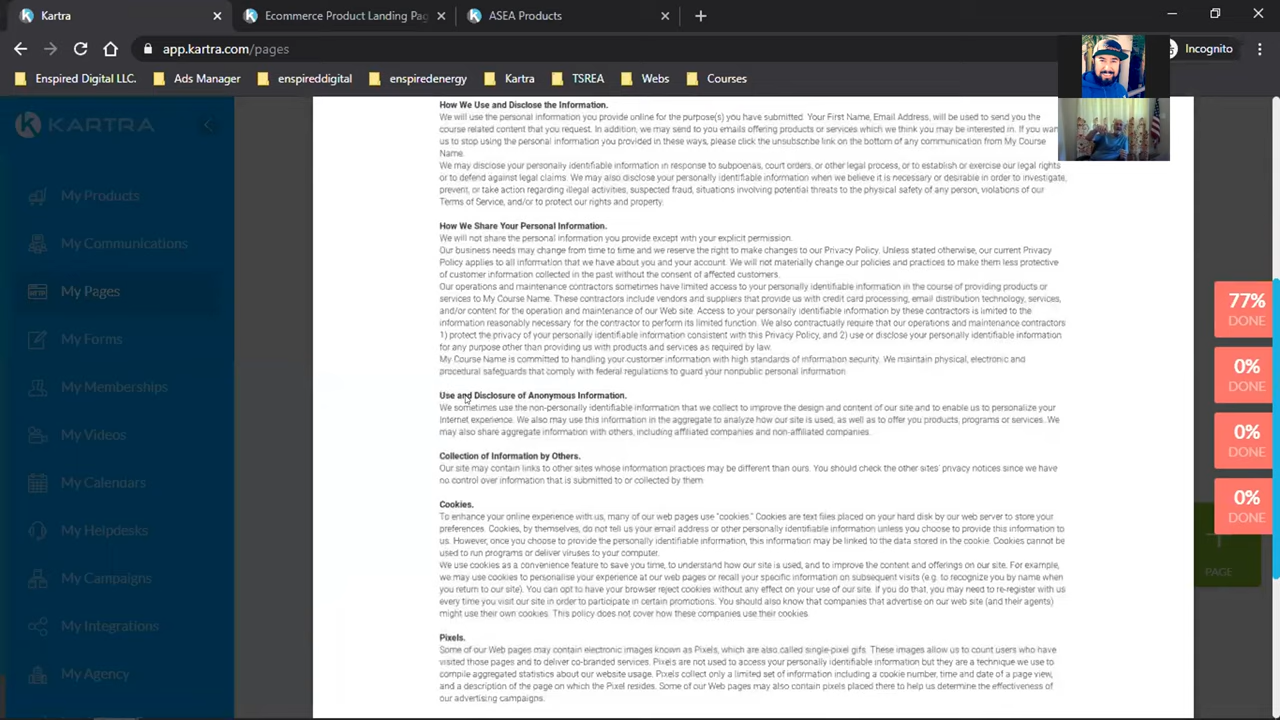 Kartra
Ecommerce Product Landing Pag
ASEA Products
app.kartra.com/pages
Incognito
Enspired Digital LLC.
Ads Manager
enspireddigital
enspiredenergy
Kartra
TSREA
Webs
Courses
KARTRA
My Products
My Communications
My Pages
My Forms
My Memberships
My Videos
My Calendars
My Helpdesks
My Campaigns
My Integrations
My Agency
How We Use and Disclose the Information.
We will use the personal information you provide online for the purpose(s) you have submitted. Your First Name, Email Address, will be used to send you the
course related content that you request. In addition, we may send to you emails offering products or services which we think you may be interested in. If you wan
us to stop using the personal information you provided in these ways, please click the unsubscribe link on the bottom of any communication from My Course
Name.
We may disclose your personally identifiable information in response to subpoenas, court orders, or other legal process, or to establish or exercise our legal rights
or to defend against legal claims. We may also disclose your personally identifiable information when we believe it is necessary or desirable in order to investigate,
prevent, or take action regarding illegal activities, suspected fraud, situations involving potential threats to the physical safety of any person, violations of our
Terms of Service, and/or to protect our rights and property.
How We Share Your Personal Information.
We will not share the personal information you provide except with your explicit permission.
Our business needs may change from time to time and we reserve the right to make changes to our Privacy Policy. Unless stated otherwise, our current Privacy
Policy applies to all information that we have about you and your account. We will not materially change our policies and practices to make them less protective
of customer information collected in the past without the consent of affected customers.
Our operations and maintenance contractors sometimes have limited access to your personally identifiable information in the course of providing products or
services to My Course Name. These contractors include vendors and suppliers that provide us with credit card processing, email distribution technology, services,
and/or content for the operation and maintenance of our Web site. Access to your personally identifiable information by these contractors is limited to the
information reasonably necessary for the contractor to perform its limited function. We also contractually require that our operations and maintenance contractors
1) protect the privacy of your personally identifiable information consistent with this Privacy Policy, and 2) use or disclose your personally identifiable information
for any purpose other than providing us with products and services as required by law.
My Course Name is committed to handling your customer information with high standards of information security. We maintain physical, electronic and
procedural safeguards that comply with federal regulations to guard your nonpublic personal information
Use and Disclosure of Anonymous Information.
We sometimes use the non-personally identifiable information that we collect to improve the design and content of our site and to enable us to personalize your
Internet experience. We also may use this information in the aggregate to analyze how our site is used, as well as to offer you products, programs or services. We
may also share aggregate information with others, including affiliated companies and non-affiliated companies.
Collection of Information by Others.
Our site may contain links to other sites whose information practices may be different than ours. You should check the other sites' privacy notices since we have
no control over information that is submitted to or collected by them
Cookies.
To enhance your online experience with us, many of our web pages use "cookies." Cookies are text files placed on your hard disk by our web server to store your
preferences. Cookies, by themselves, do not tell us your email address or other personally identifiable information unless you choose to provide this information to
us. However, once you choose to provide the personally identifiable information, this information may be linked to the data stored in the cookie. Cookies cannot be
used to run programs or deliver viruses to your computer.
We use cookies as a convenience feature to save you time, to understand how our site is used, and to improve the content and offerings on our site. For example,
we may use cookies to personalise your experience at our web pages or recall your specific information on subsequent visits (e.g. to recognize you by name when
you return to our site). You can opt to have your browser reject cookies without any effect on your use of our site. If you do that, you may need to re-register with us
every time you visit our site in order to participate in certain promotions. You should also know that companies that advertise on our web site (and their agents)
might use their own cookies. This policy does not cover how these companies use their cookies
Pixels.
Some of our Web pages may contain electronic images known as Pixels, which are also called single-pixel gifs. These images allow us to count users who have
visited those pages and to deliver co-branded services. Pixels are not used to access your personally identifiable information but they are a technique we use to
compile aggregated statistics about our website usage. Pixels collect only a limited set of information including a cookie number, time and date of a page view,
and a description of the page on which the Pixel resides. Some of our Web pages may also contain pixels placed there to help us determine the effectiveness of
our advertising campaigns.
77%
DONE
0%
DONE
0%
DONE
0%
DONE
PAGE